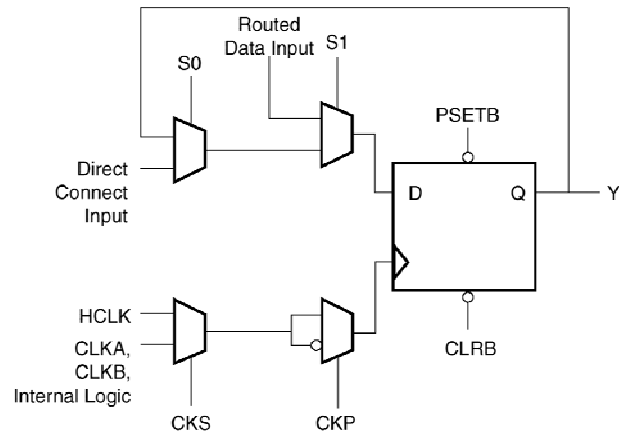 Routed
Data Input
S1
S0
PSETB
Direct
Connect
Input
D
Q
Y
HCLK
CLKA,
CLKB,
Internal Logic
CLRB
CKS
CKP